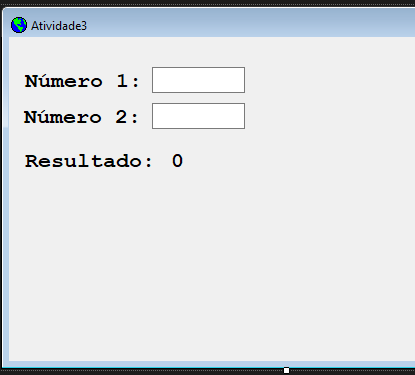 Atividade3
Número 1:
Número 2:
Resultado: 0